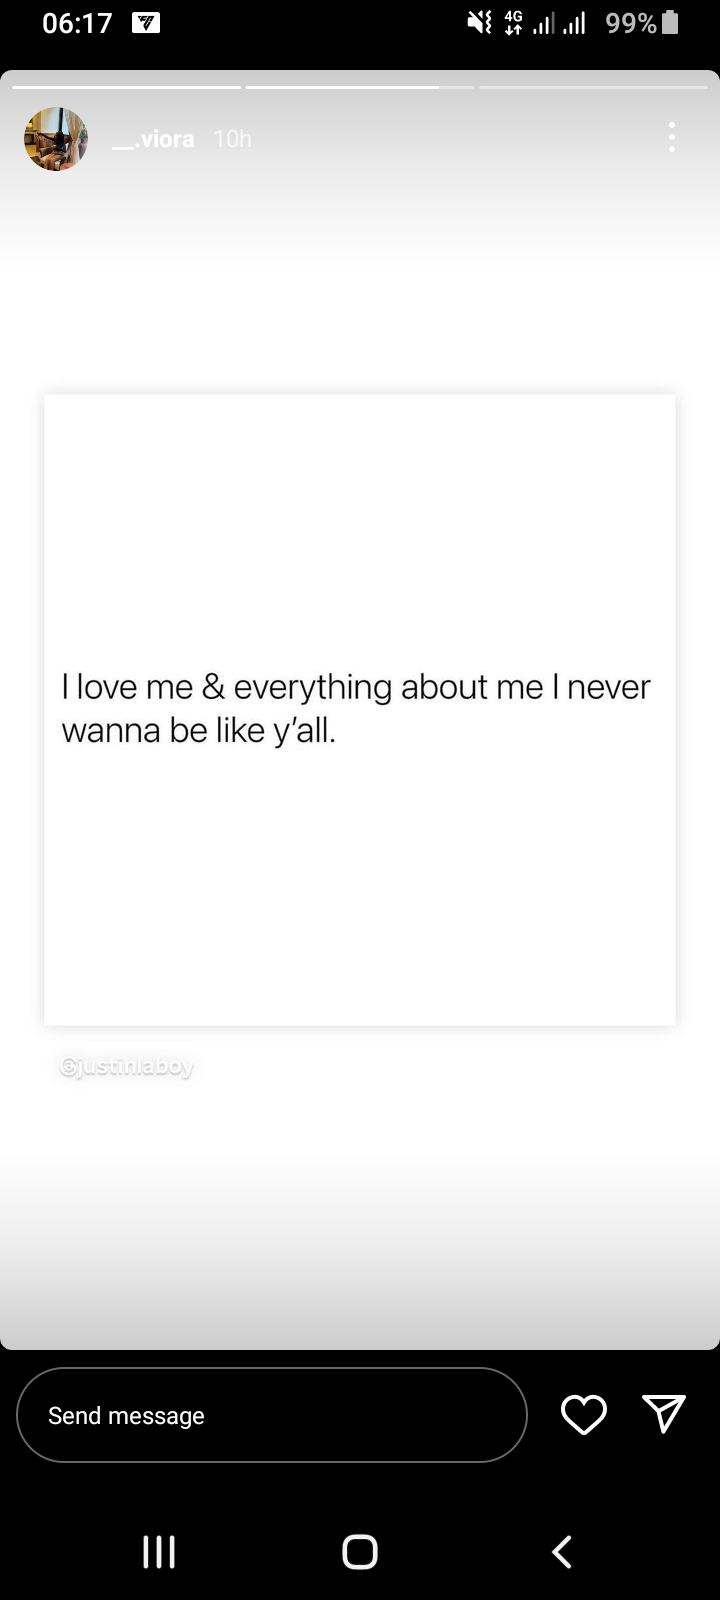 06:17
4G
99%
__.viora 10h
I love me & everything about me I never
wanna be like y’all.
@justinlaboy
Send message